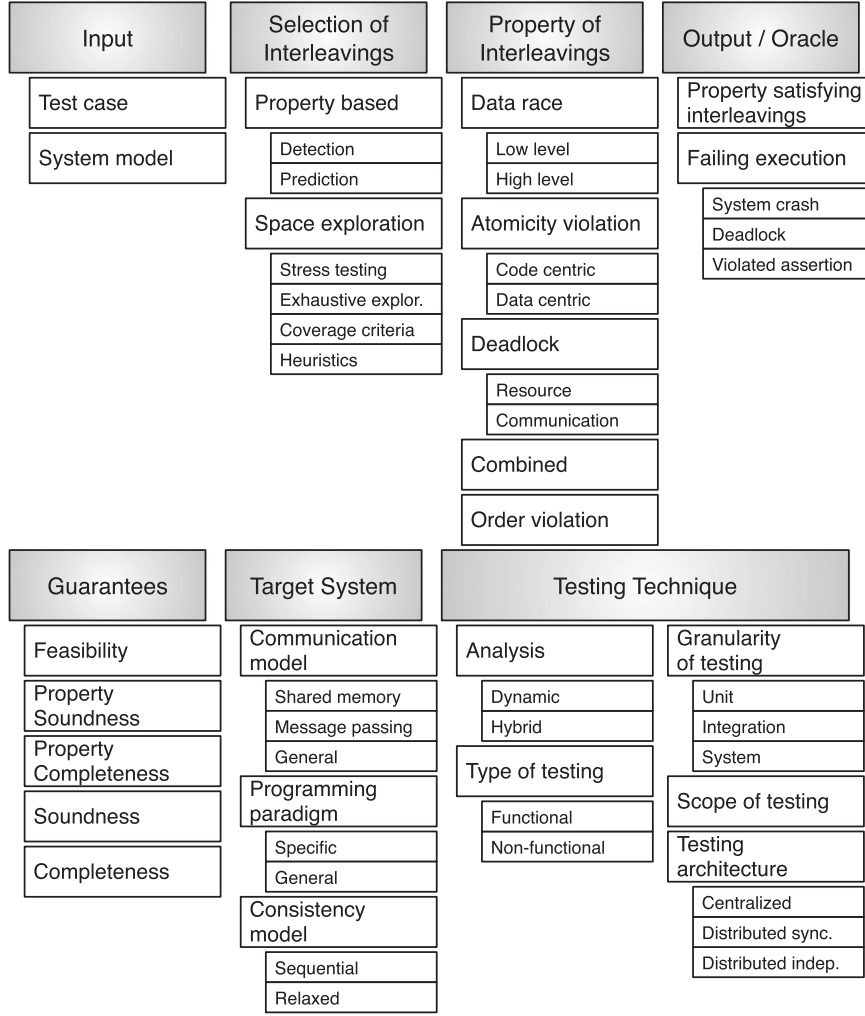 Input
Test case
System model
Selection of
Interleavings
Property based
Detection
Prediction
Space exploration
Stress testing
Exhaustive explor.
Coverage criteria
Heuristics
Property of
Interleavings
Data race
Low level
High level
Atomicity violation
Code centric
Data centric
Deadlock
Resource
Communication
Combined
Order violation
Output / Oracle
Property satisfying
interleavings
Failing execution
System crash
Deadlock
Violated assertion
Guarantees
Feasibility
Property
Soundness
Property
Completeness
Soundness
Completeness
Target System
Communication
model
Shared memory
Message passing
General
Programming
paradigm
Specific
General
Consistency
model
Sequential
Relaxed
Testing Technique
Analysis
Dynamic
Hybrid
Type of testing
Functional
Non-functional
Granularity
of testing
Unit
Integration
System
Scope of testing
Testing
architecture
Centralized
Distributed sync.
Distributed indep.